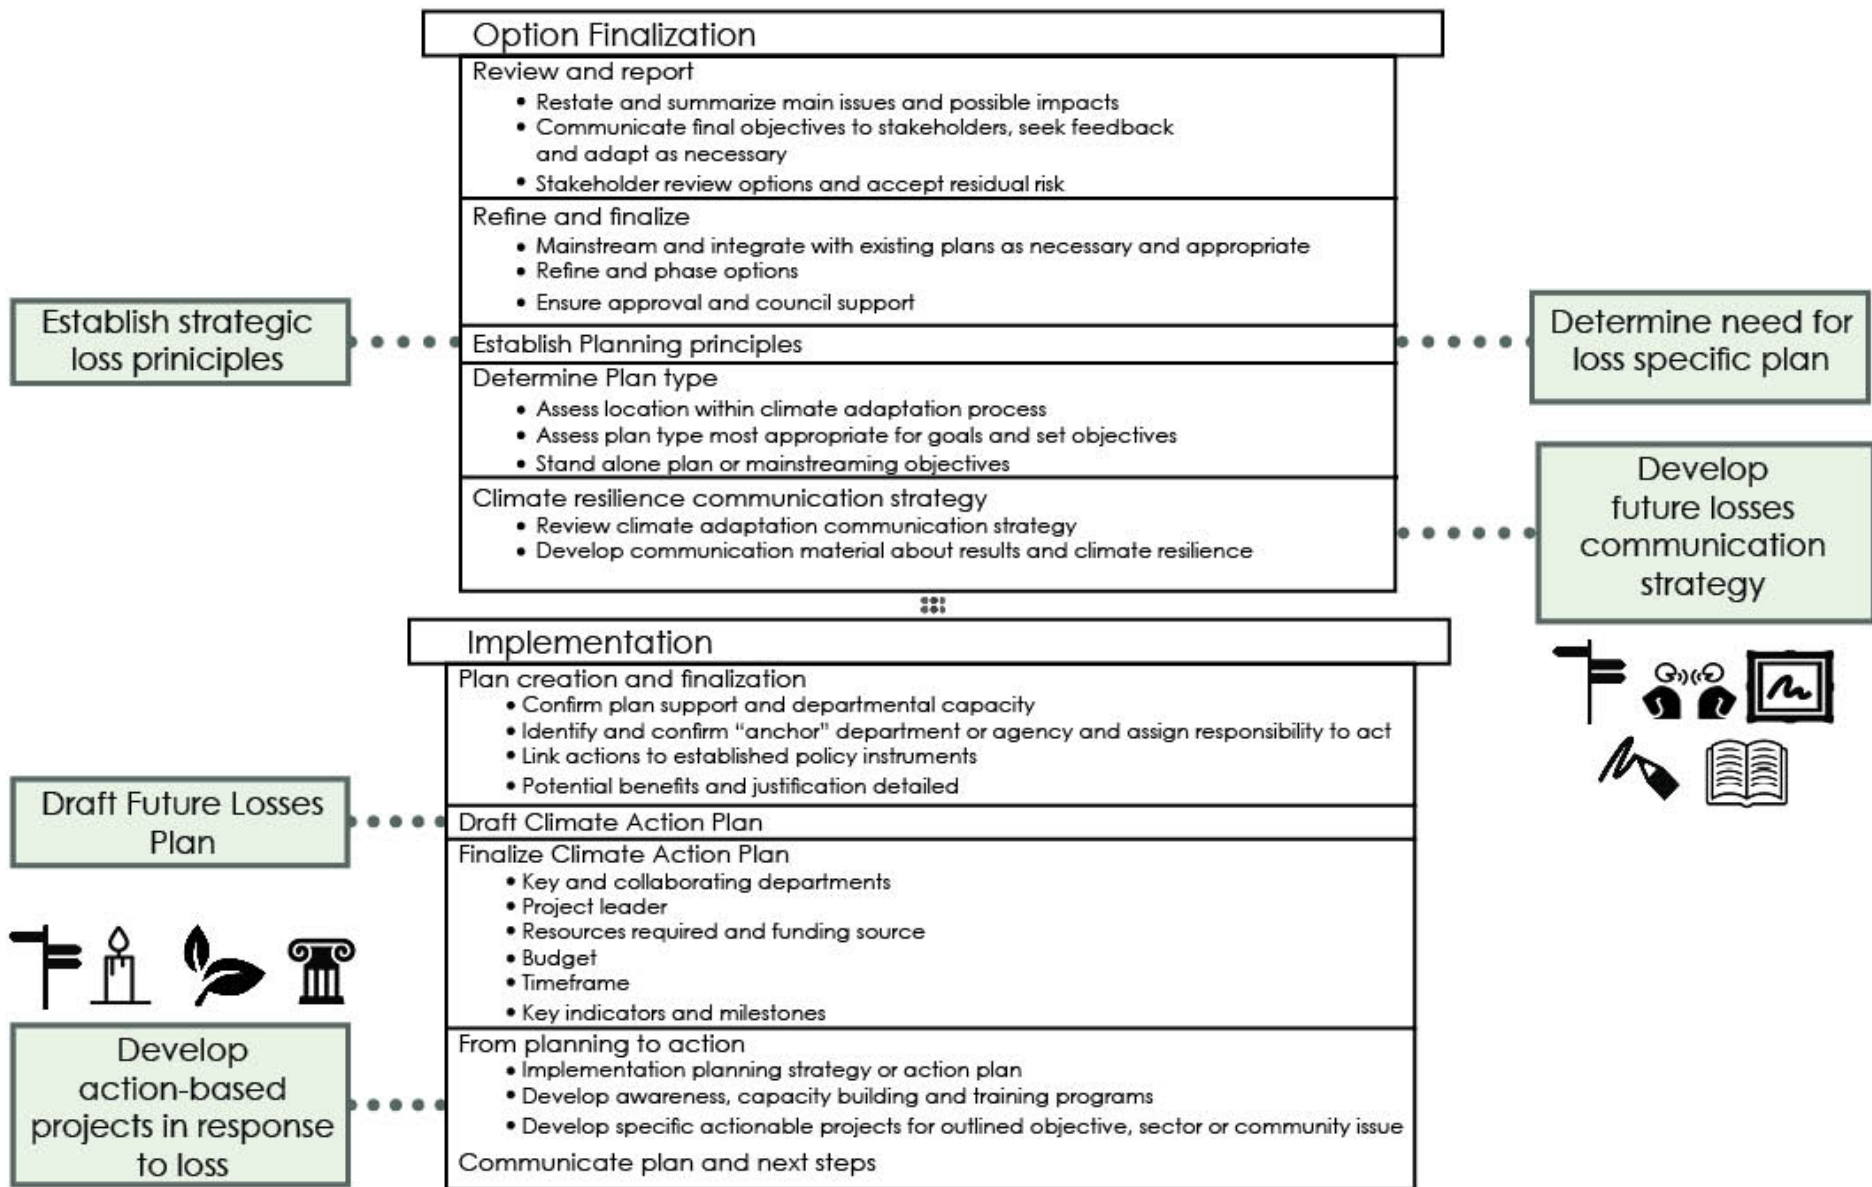 Option Finalization
Review and report
• Restate and summarize main issues and possible impacts
• Communicate final objectives to stakeholders, seek feedback
and adapt as necessary
• Stakeholder review options and accept residual risk
Refine and finalize
• Mainstream and integrate with existing plans as necessary and appropriate
• Refine and phase options
• Ensure approval and council support
Establish strategic
loss priniciples
Establish Planning principles
Determine need for
loss specific plan
Determine Plan type
• Assess location within climate adaptation process
• Assess plan type most appropriate for goals and set objectives
• Stand alone plan or mainstreaming objectives
Climate resilience communication strategy
• Review climate adaptation communication strategy
• Develop communication material about results and climate resilience
Develop
future losses
communication
strategy
Implementation
Plan creation and finalization
• Confirm plan support and departmental capacity
• Identify and confirm “anchor” department or agency and assign responsibility to act
• Link actions to established policy instruments
• Potential benefits and justification detailed
Draft Future Losses
Plan
Draft Climate Action Plan
Finalize Climate Action Plan
• Key and collaborating departments
• Project leader
• Resources required and funding source
• Budget
• Timeframe
• Key indicators and milestones
Develop
action-based
projects in response
to loss
From planning to action
• Implementation planning strategy or action plan
• Develop awareness, capacity building and training programs
• Develop specific actionable projects for outlined objective, sector or community issue
Communicate plan and next steps